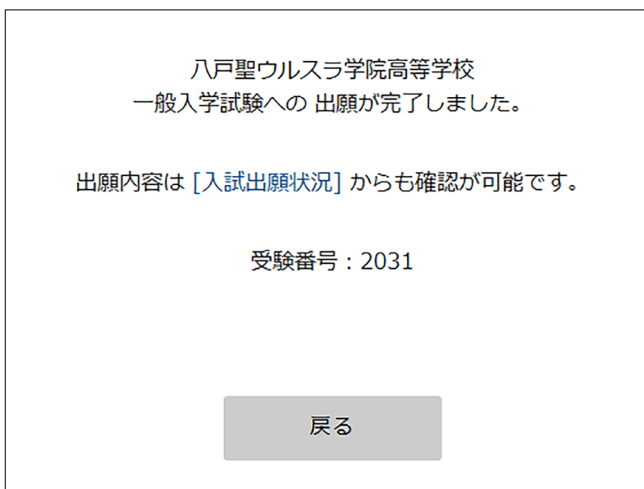 八戸聖ウルスラ学院高等学校
一般入学試験への 出願が完了しました。
出願内容は [入試出願状況] からも確認が可能です。
受験番号：2031
戻る